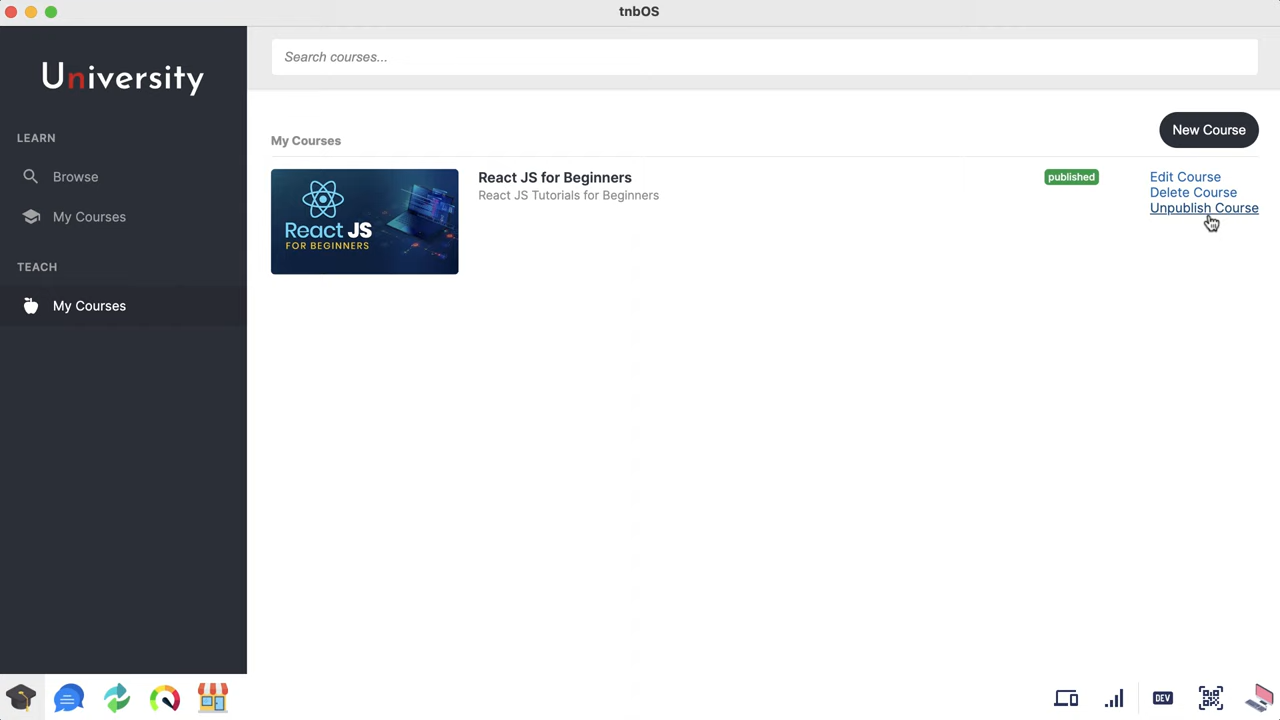 tnbOS
University
Search courses...
LEARN
Browse
My Courses
TEACH
My Courses
My Courses
New Course
React JS
FOR BEGINNERS
React JS for Beginners
React JS Tutorials for Beginners
published
Edit Course
Delete Course
Unpublish Course
DEV